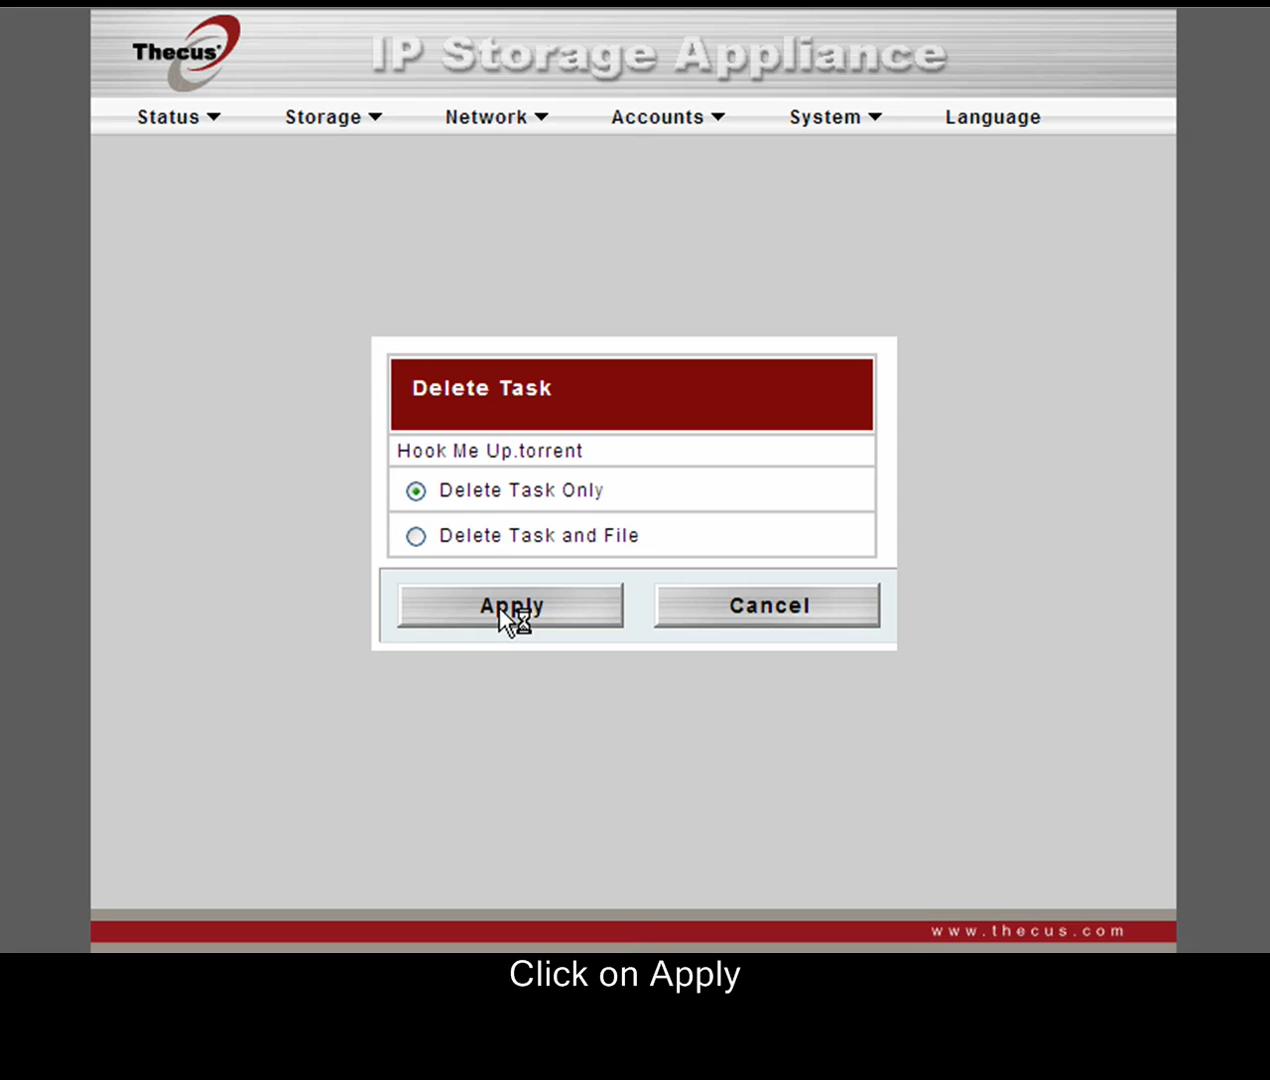 Thecus
IP Storage Appliance
Status Storage Network Accounts System Language
Delete Task
Hook Me Up.torrent
Delete Task Only
Delete Task and File
Apply Cancel
www.thecus.com
Click on Apply